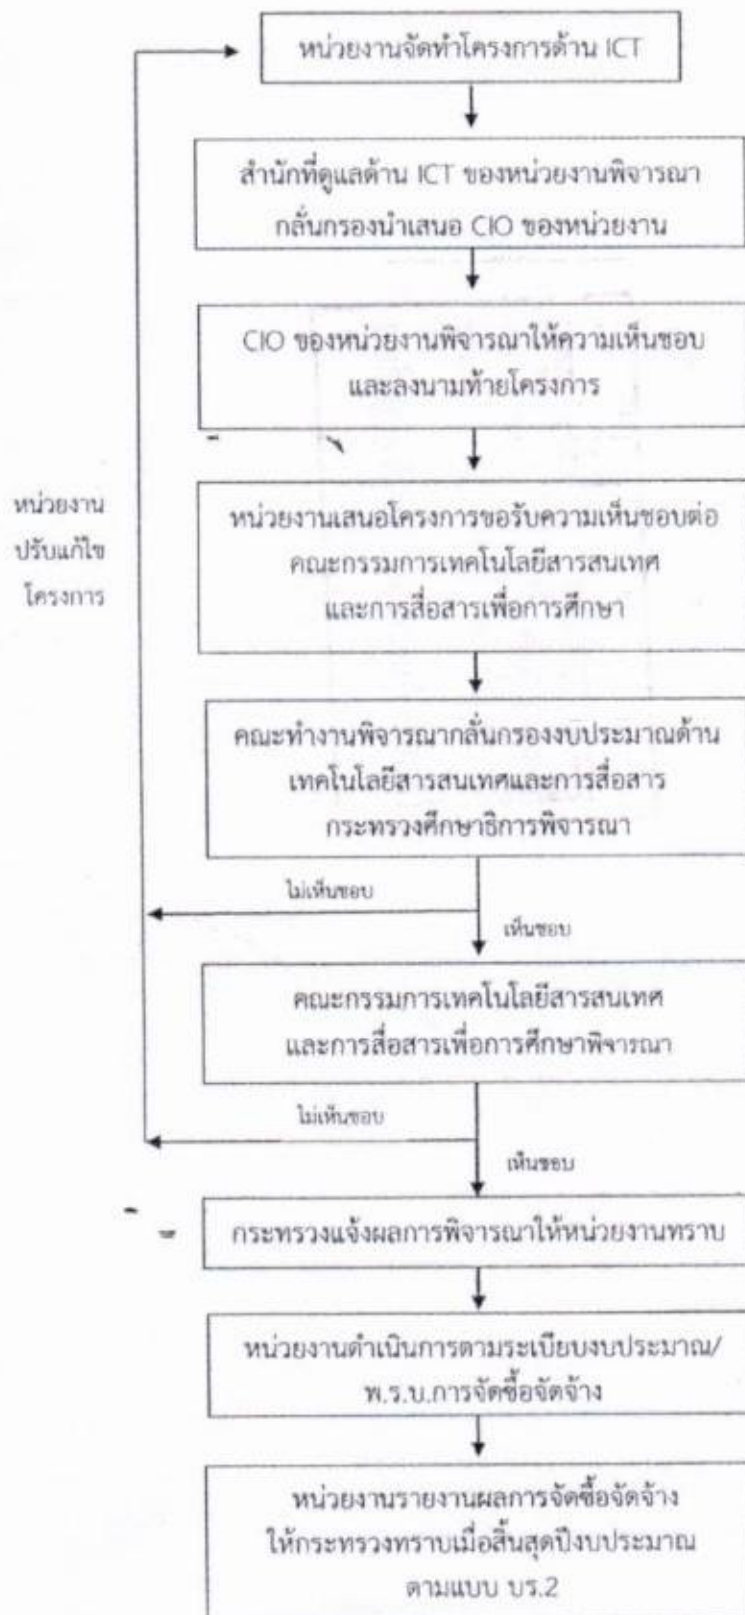 หน่วยงานจัดทำโครงการด้าน ICT
สำนักที่ดูแลด้าน ICT ของหน่วยงานพิจารณา
กลั่นกรองนำเสนอ CIO ของหน่วยงาน
CIO ของหน่วยงานพิจารณาให้ความเห็นชอบ
และลงนามท้ายโครงการ
หน่วยงาน
ปรับแก้ไข
โครงการ
หน่วยงานเสนอโครงการขอรับความเห็นชอบต่อ
คณะกรรมการเทคโนโลยีสารสนเทศ
และการสื่อสารเพื่อการศึกษา
คณะทำงานพิจารณากลั่นกรองงบประมาณด้าน
เทคโนโลยีสารสนเทศและการสื่อสาร
กระทรวงศึกษาธิการพิจารณา
ไม่เห็นชอบ
เห็นชอบ
คณะกรรมการเทคโนโลยีสารสนเทศ
และการสื่อสารเพื่อการศึกษาพิจารณา
ไม่เห็นชอบ
เห็นชอบ
กระทรวงแจ้งผลการพิจารณาให้หน่วยงานทราบ
หน่วยงานดำเนินการตามระเบียบงบประมาณ/
พ.ร.บ.การจัดซื้อจัดจ้าง
หน่วยงานรายงานผลการจัดซื้อจัดจ้าง
ให้กระทรวงทราบเมื่อสิ้นสุดปีงบประมาณ
ตามแบบ บร.2